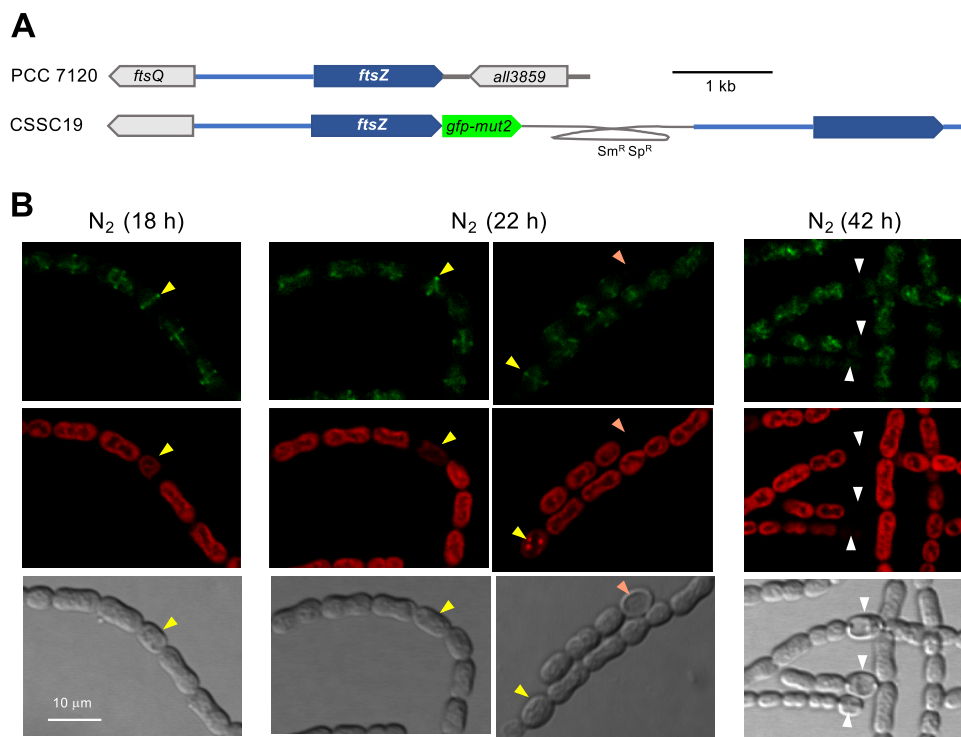 A
PCC 7120
ftsQ
ftsZ
all3859
1 kb
CSSC19
ftsZ
gfp-mut2
Smᴿ Spᴿ
B
N₂ (18 h)
N₂ (22 h)
N₂ (42 h)
10 μm